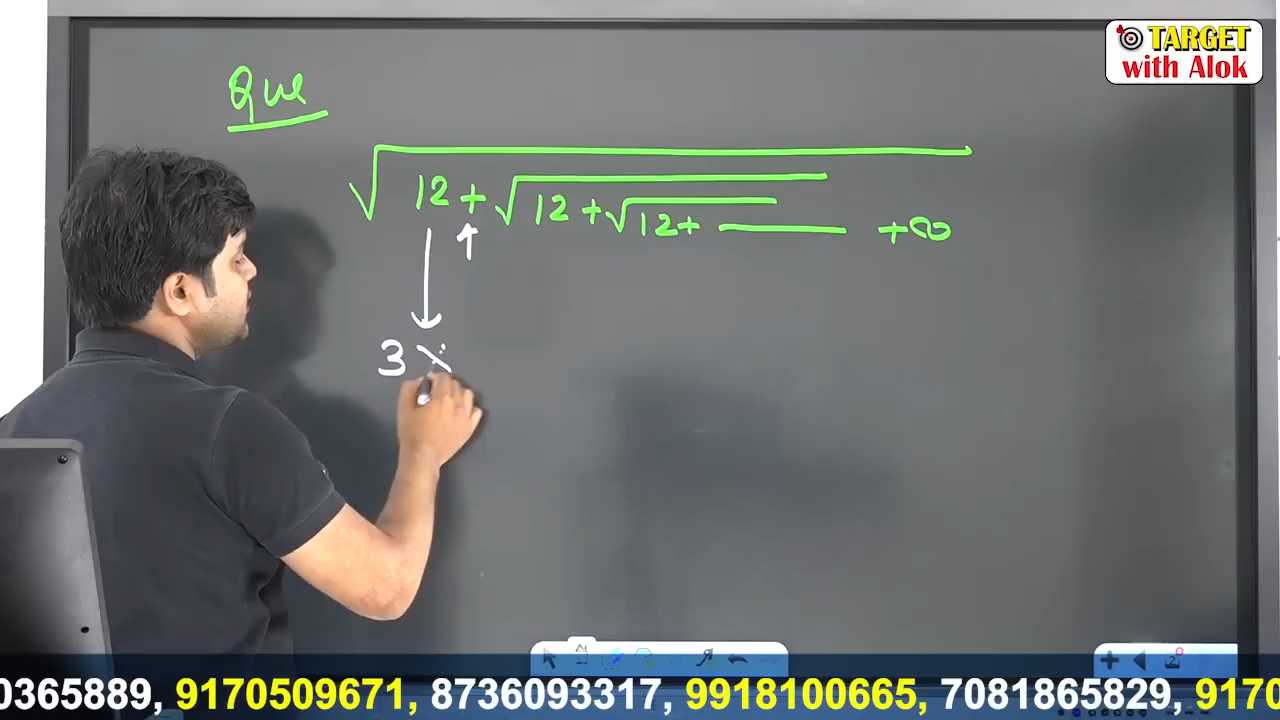 TARGET
with Alok
Que
√12 + √12 + √12 + ——— + ∞
↓ ↑
3 ×
0365889, 9170509671, 8736093317, 9918100665, 7081865829, 9170